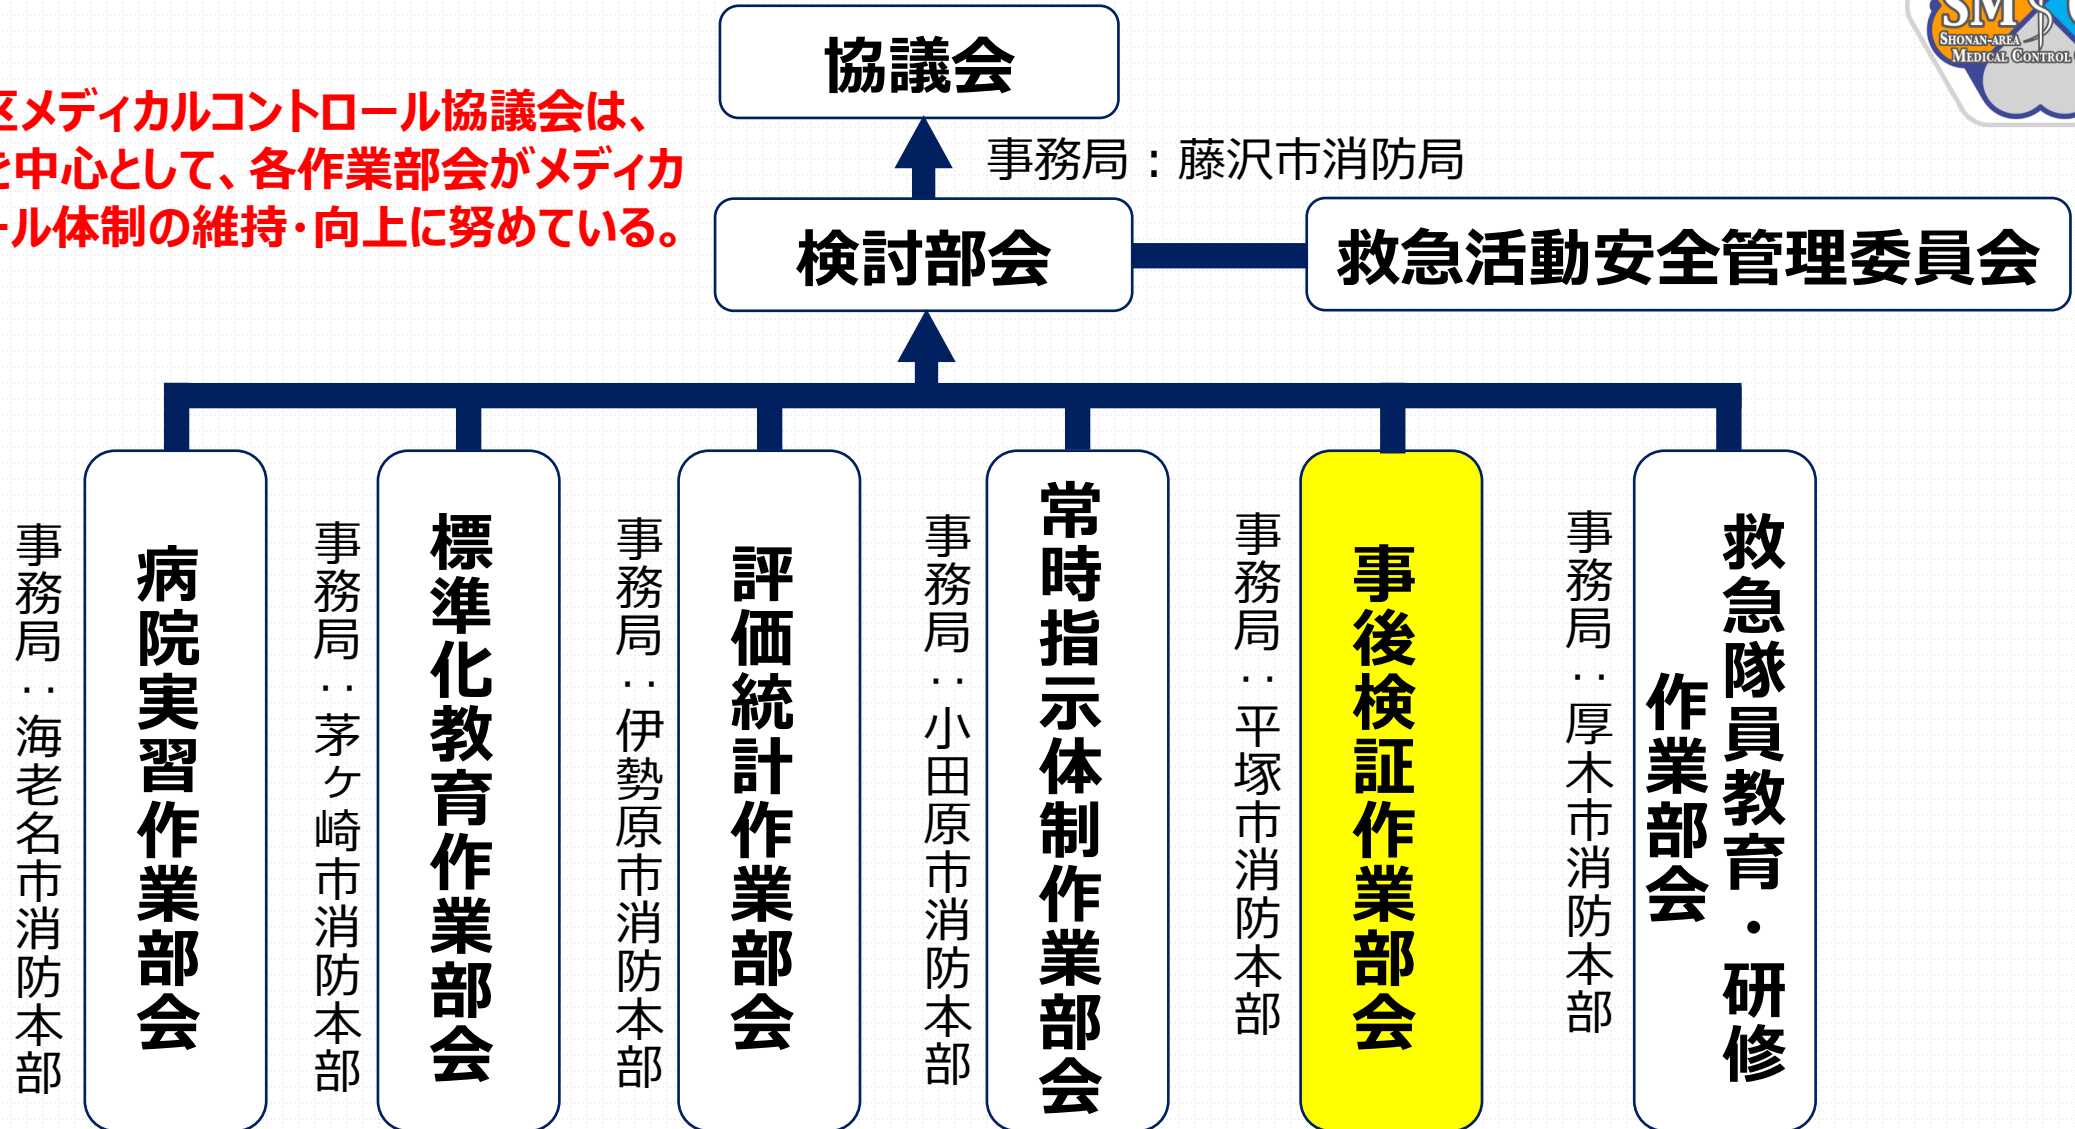 協議会
SM
SHONAN-AREA
MEDICAL CONTROL
区メディカルコントロール協議会は、
を中心として、各作業部会がメディカ
ール体制の維持・向上に努めている。
事務局：藤沢市消防局
検討部会
救急活動安全管理委員会
事務局：海老名市消防本部
病院実習作業部会
事務局：茅ケ崎市消防本部
標準化教育作業部会
事務局：伊勢原市消防本部
評価統計作業部会
事務局：小田原市消防本部
常時指示体制作業部会
事務局：平塚市消防本部
事後検証作業部会
事務局：厚木市消防本部
救急隊員教育・研修
作業部会